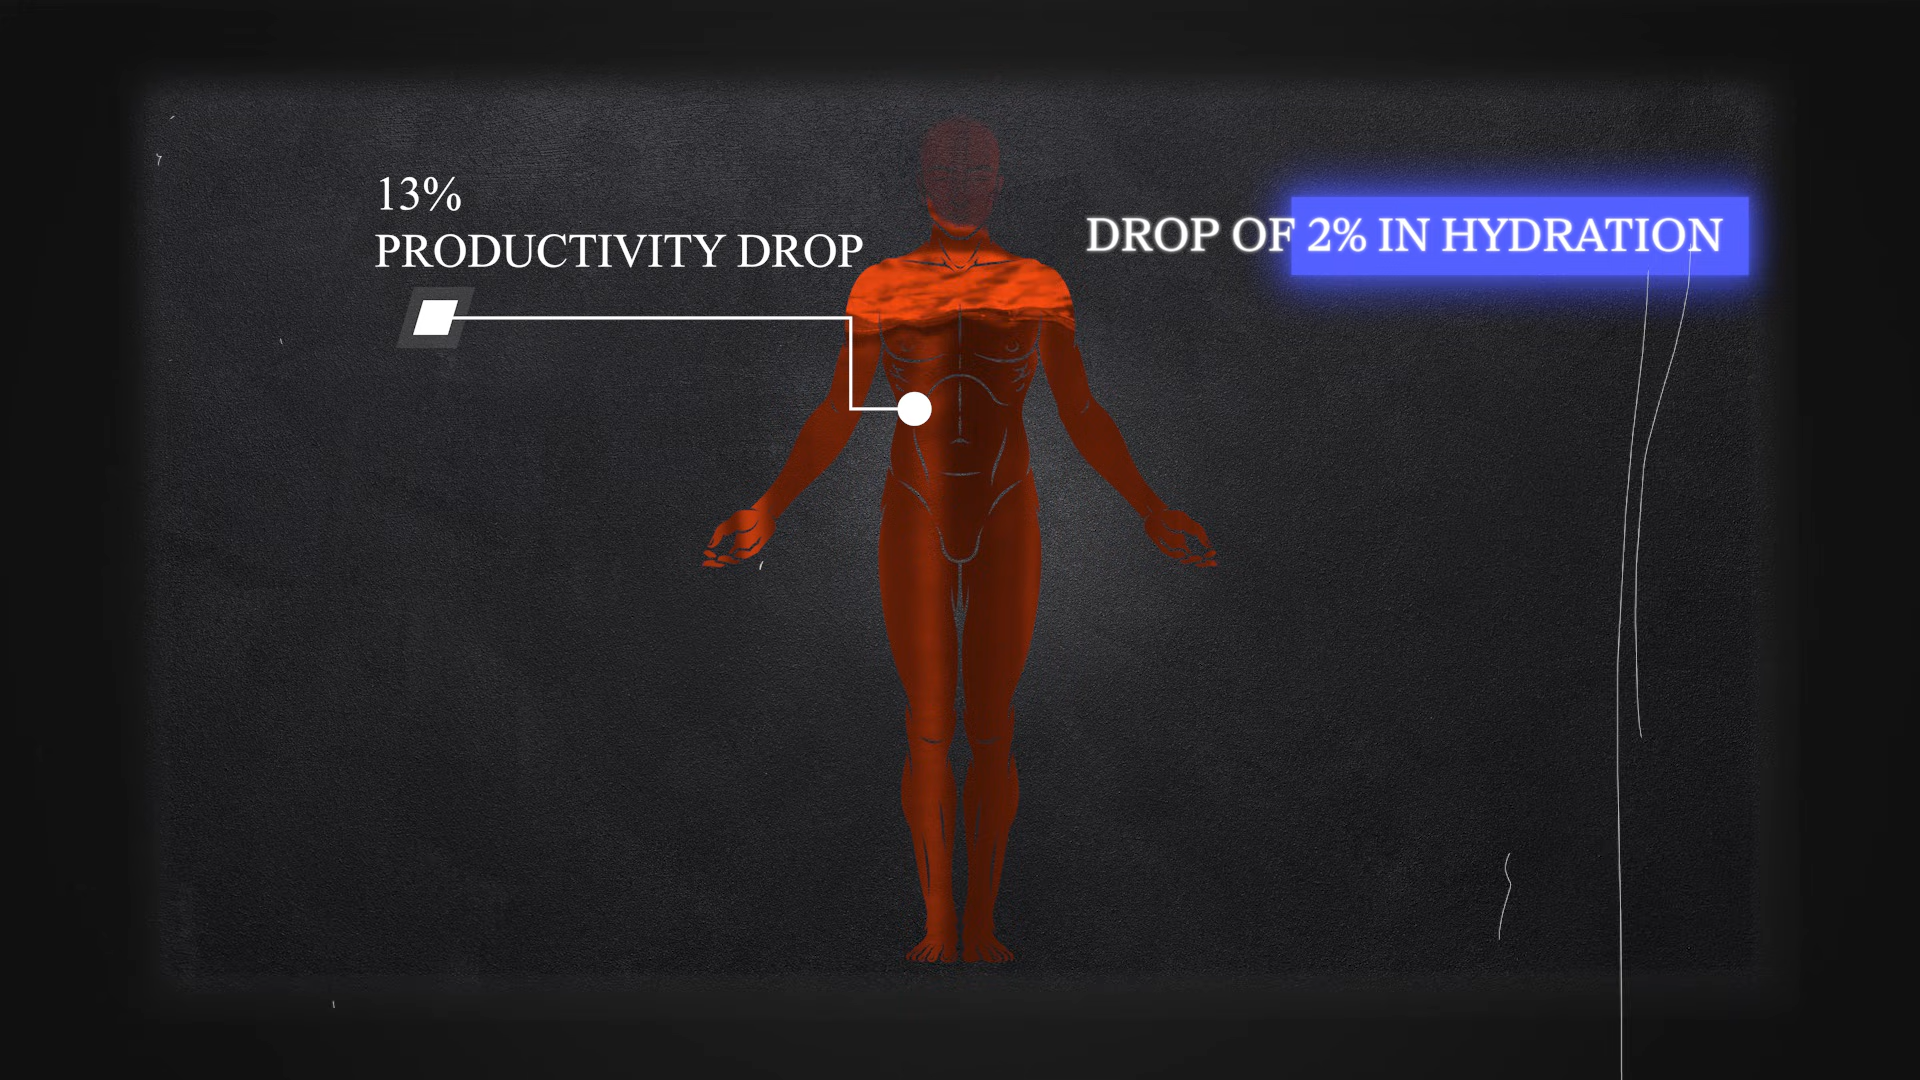 13%
PRODUCTIVITY DROP
DROP OF 2% IN HYDRATION